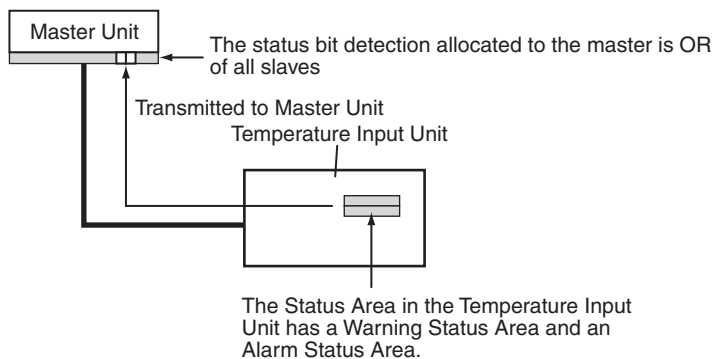 Master Unit
The status bit detection allocated to the master is OR
of all slaves
Transmitted to Master Unit
Temperature Input Unit
The Status Area in the Temperature Input
Unit has a Warning Status Area and an
Alarm Status Area.